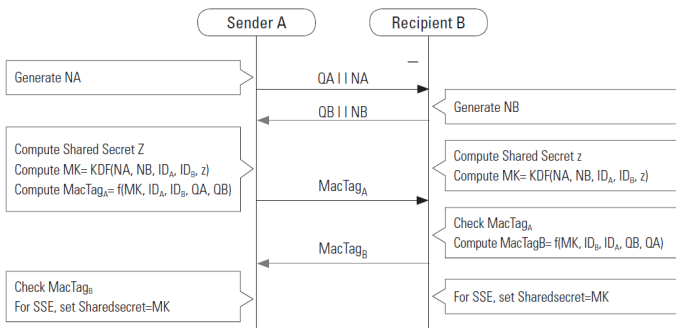 Sender A
Recipient B
Generate NA
QA I I NA
QB I I NB
Generate NB
Compute Shared Secret Z
Compute MK= KDF(NA, NB, IDA, IDB, z)
Compute MacTagA= f(MK, IDA, IDB, QA, QB)
Compute Shared Secret z
Compute MK= KDF(NA, NB, IDA, IDB, z)
MacTagA
Check MacTagA
Compute MacTagB= f(MK, IDB, IDA, QB, QA)
MacTagB
Check MacTagB
For SSE, set Sharedsecret=MK
For SSE, set Sharedsecret=MK